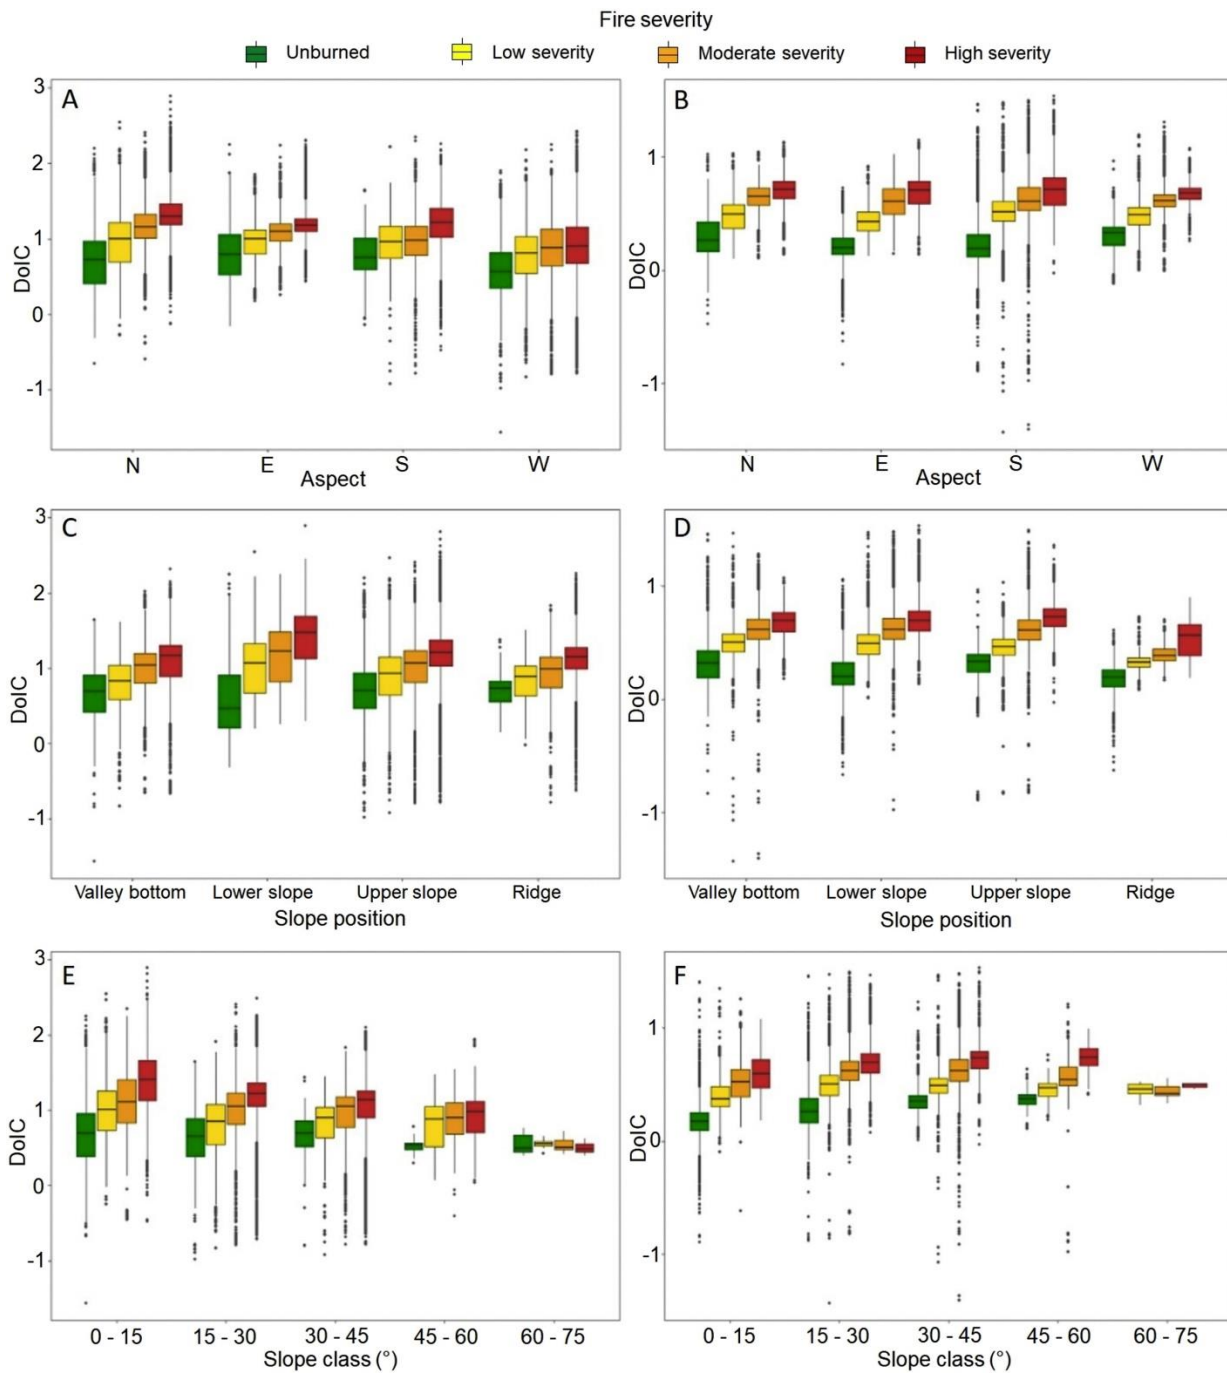 Fire severity
Unburned Low severity Moderate severity High severity
A
3
2
1
0
-1
DoIC
N E S W
Aspect
B
1
0
-1
DoIC
N E S W
Aspect
C
3
2
1
0
-1
DoIC
Valley bottom Lower slope Upper slope Ridge
Slope position
D
1
0
-1
DoIC
Valley bottom Lower slope Upper slope Ridge
Slope position
E
3
2
1
0
-1
DoIC
0 - 15 15 - 30 30 - 45 45 - 60 60 - 75
Slope class (°)
F
1
0
-1
DoIC
0 - 15 15 - 30 30 - 45 45 - 60 60 - 75
Slope class (°)